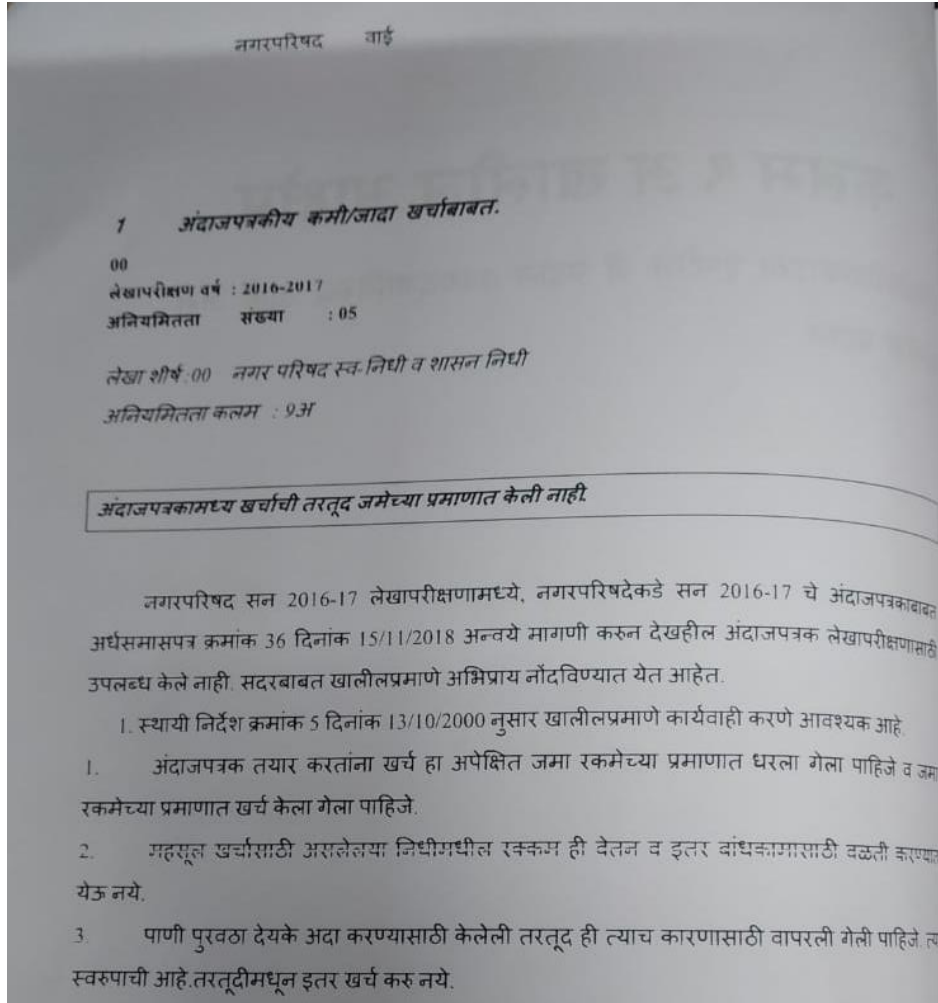 नगरपरिषद वाई
1 अंदाजपत्रकीय कमी/जादा खर्चाबाबत.
00
लेखापरीक्षण वर्ष : 2016-2017
अनियमितता संख्या : 05
लेखा शीर्ष :00 नगर परिषद स्व-निधी व शासन निधी
अनियमितता कलम : 9अ
अंदाजपत्रकामध्य खर्चाची तरतूद जमेच्या प्रमाणात केली नाही.
नगरपरिषद सन 2016-17 लेखापरीक्षणामध्ये, नगरपरिषदेकडे सन 2016-17 चे अंदाजपत्रकाबाबत
अर्धसमासपत्र क्रमांक 36 दिनांक 15/11/2018 अन्वये मागणी करुन देखहील अंदाजपत्रक लेखापरीक्षणासाठी
उपलब्ध केले नाही. सदरबाबत खालीलप्रमाणे अभिप्राय नोंदविण्यात येत आहेत.
1. स्थायी निर्देश क्रमांक 5 दिनांक 13/10/2000 नुसार खालीलप्रमाणे कार्यवाही करणे आवश्यक आहे.
1. अंदाजपत्रक तयार करतांना खर्च हा अपेक्षित जमा रकमेच्या प्रमाणात धरला गेला पाहिजे व जमा
रकमेच्या प्रमाणात खर्च केला गेला पाहिजे.
2. महसूल खर्चासाठी असलेलया निधीमधील रक्कम ही वेतन व इतर बांधकामासाठी वळती करण्यात
येऊ नये.
3. पाणी पुरवठा देयके अदा करण्यासाठी केलेली तरतूद ही त्याच कारणासाठी वापरली गेली पाहिजे.
स्वरुपाची आहे.तरतूदीमधून इतर खर्च करु नये.